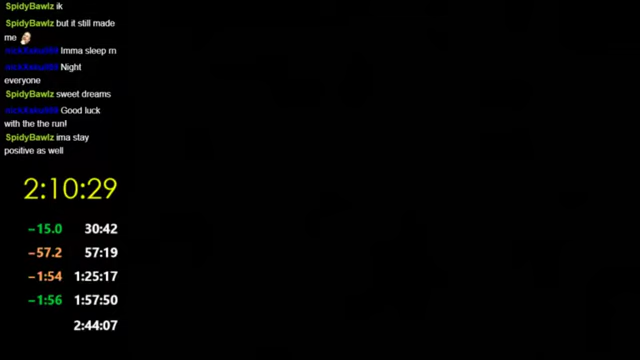 SpidyBawlz ik
SpidyBawlz but it still made
me
Imma sleep rn
Night
everyone
SpidyBawlz sweet dreams
Good luck
with the the run!
SpidyBawlz ima stay
positive as well
2:10:29
-15.0 30:42
-57.2 57:19
-1:54 1:25:17
-1:56 1:57:50
2:44:07